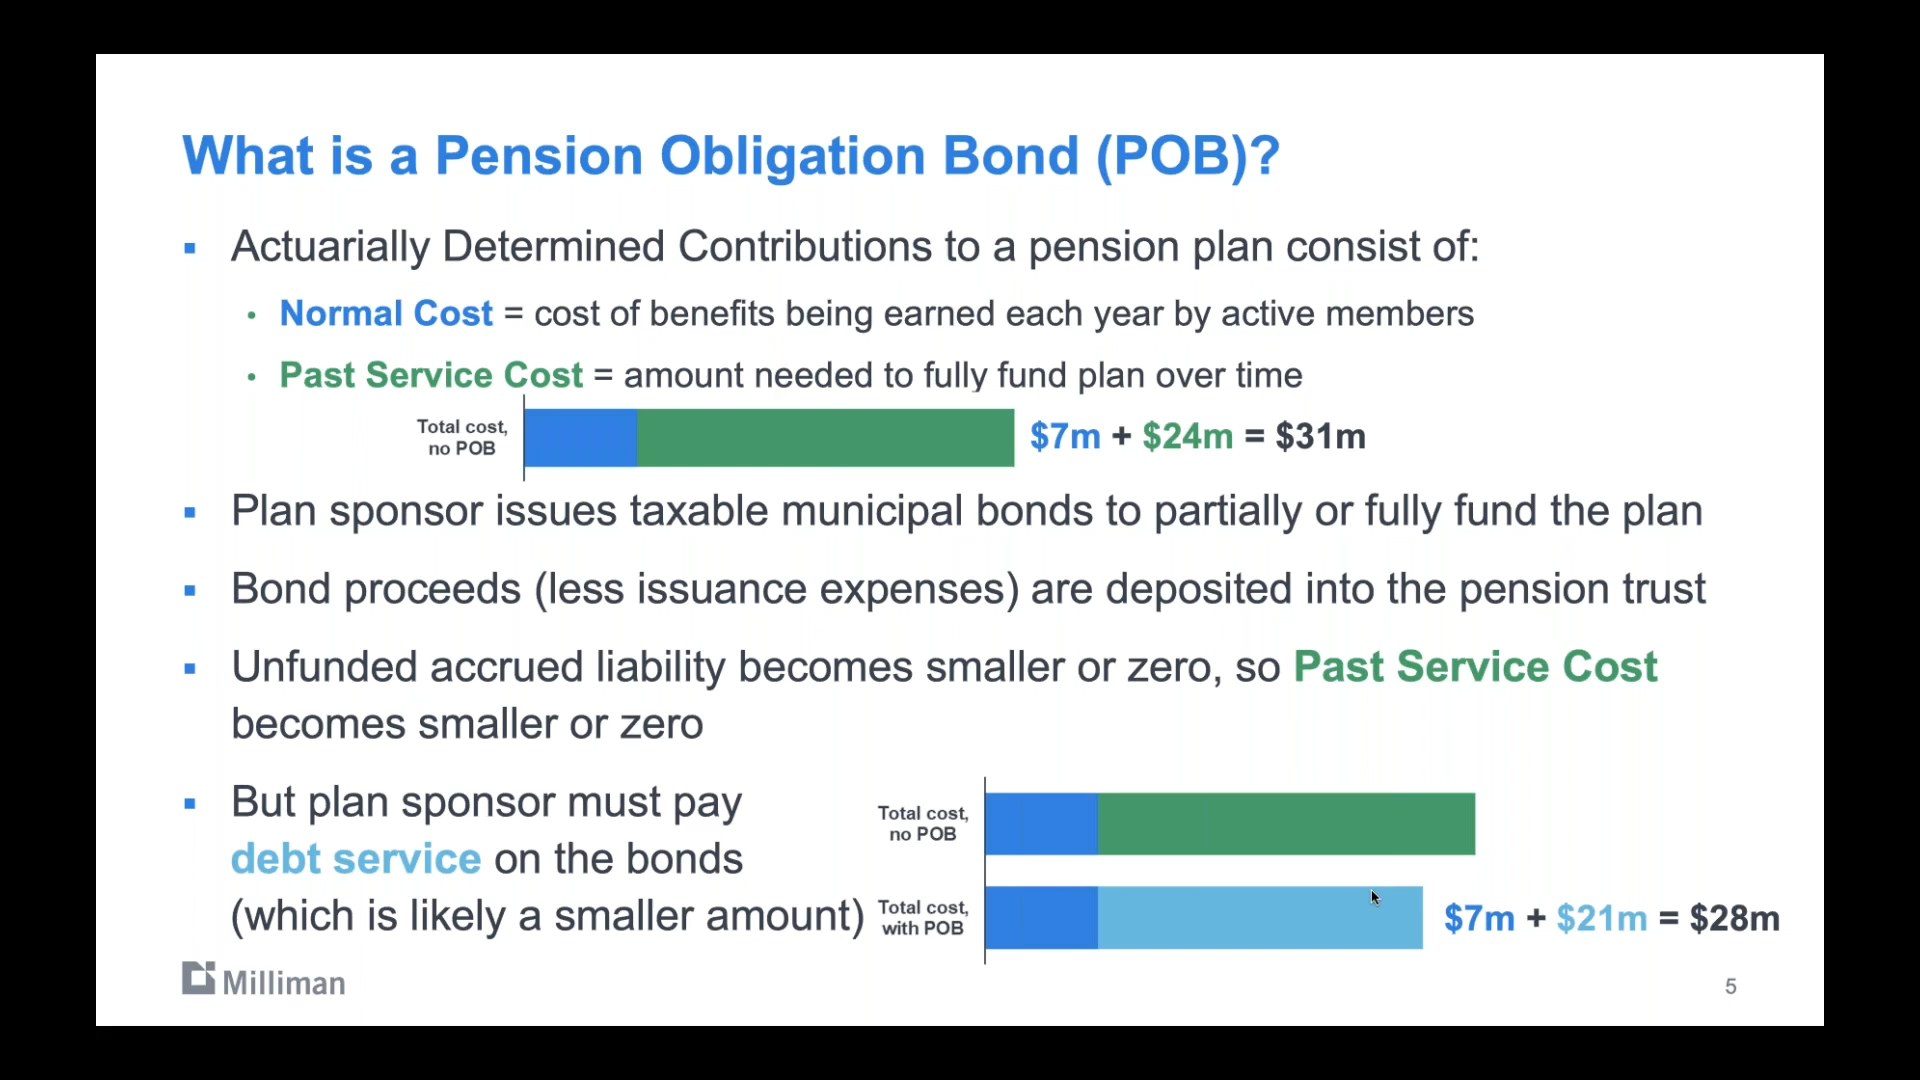 What is a Pension Obligation Bond (POB)?
▪ Actuarially Determined Contributions to a pension plan consist of:
• Normal Cost = cost of benefits being earned each year by active members
• Past Service Cost = amount needed to fully fund plan over time
Total cost,
no POB
$7m + $24m = $31m
▪ Plan sponsor issues taxable municipal bonds to partially or fully fund the plan
▪ Bond proceeds (less issuance expenses) are deposited into the pension trust
▪ Unfunded accrued liability becomes smaller or zero, so Past Service Cost
becomes smaller or zero
▪ But plan sponsor must pay
debt service on the bonds
(which is likely a smaller amount)
Total cost,
no POB
Total cost,
with POB
$7m + $21m = $28m
Milliman
5